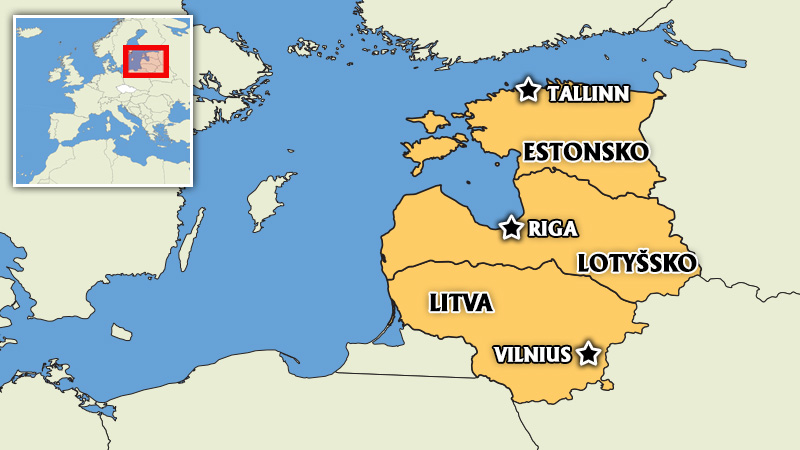 TALLINN
ESTONSKO
RIGA
LOTYŠSKO
LITVA
VILNIUS